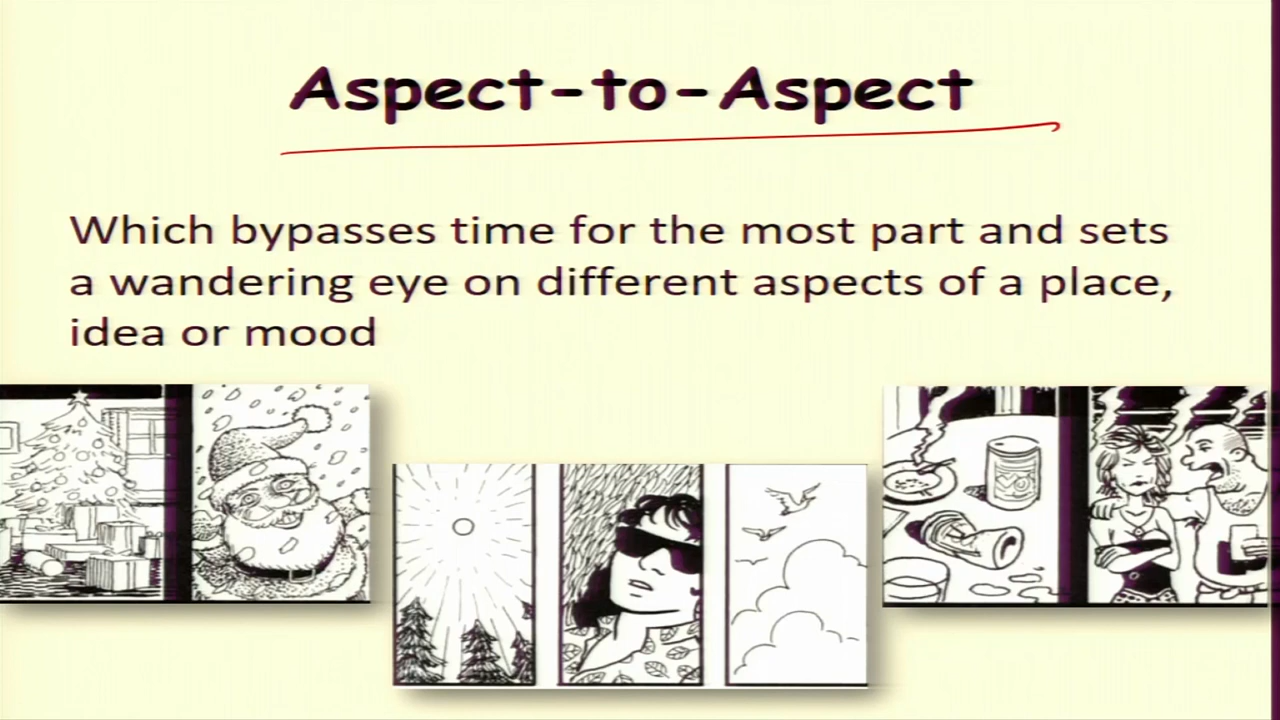 Aspect-to-Aspect
Which bypasses time for the most part and sets
a wandering eye on different aspects of a place,
idea or mood